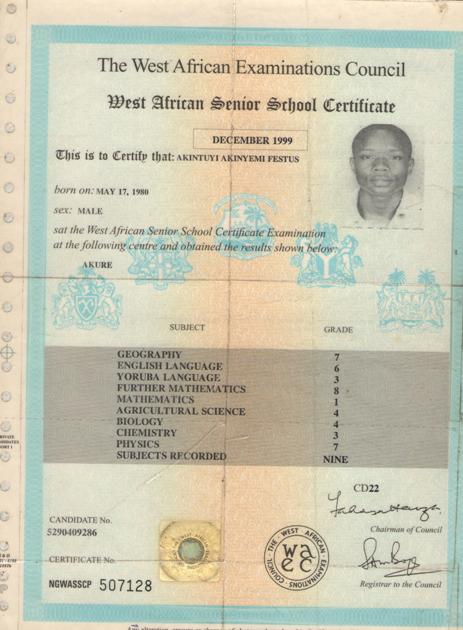 The West African Examinations Council
West African Senior School Certificate
DECEMBER 1999
This is to Certify that: AKINTUYI AKINYEMI FESTUS
born on: MAY 17, 1980
sex: MALE
sat the West African Senior School Certificate Examination
at the following centre and obtained the results shown below:
AKURE
SUBJECT GRADE
GEOGRAPHY 7
ENGLISH LANGUAGE 6
YORUBA LANGUAGE 3
FURTHER MATHEMATICS 8
MATHEMATICS 1
AGRICULTURAL SCIENCE 4
BIOLOGY 4
CHEMISTRY 3
PHYSICS 7
SUBJECTS RECORDED NINE
CD22
Chairman of Council
CANDIDATE No.
5290409286
THE WEST AFRICAN EXAMINATIONS COUNCIL
waec
CERTIFICATE No.
NGWASSCP 507128
Registrar to the Council